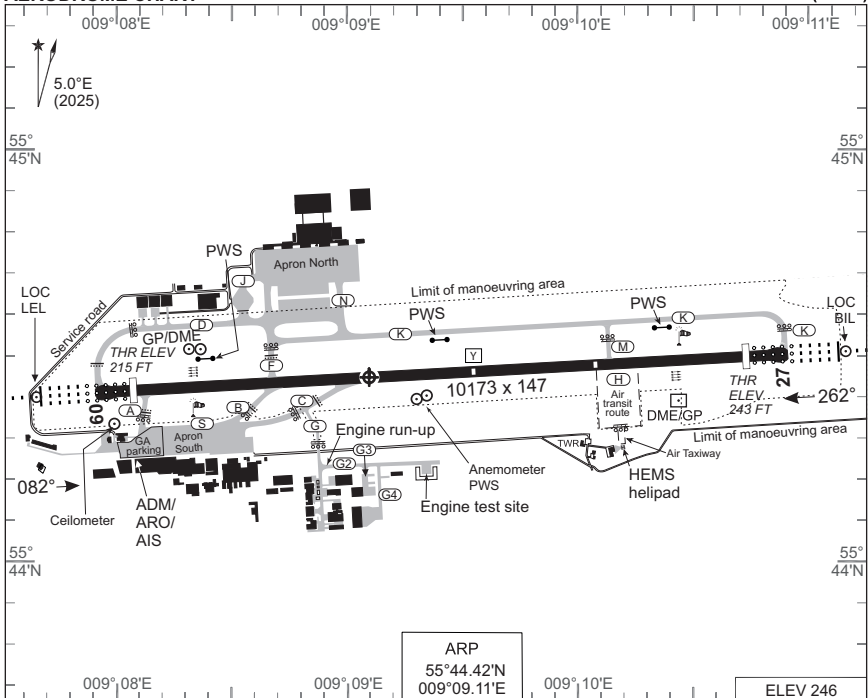 009°08'E
009°09'E
009°10'E
009°11'E
5.0°E
(2025)
55°
45'N
55°
45'N
Apron North
PWS
J
N
Limit of manoeuvring area
LOC
LEL
Service road
D
GP/DME
THR ELEV
215 FT
F
K
PWS
PWS
K
K
LOC
BIL
M
Y
H
09
27
10173 x 147
THR
ELEV
243 FT
262°
A
S
B
C
G
Air
transit
route
DME/GP
GA
parking
Apron
South
Engine run-up
G2
G3
G4
TWR
Air Taxiway
Limit of manoeuvring area
Anemometer
PWS
HEMS
helipad
Engine test site
082°
Ceilometer
ADM/
ARO/
AIS
55°
44'N
55°
44'N
ARP
55°44.42'N
009°09.11'E
009°08'E
009°09'E
009°10'E
ELEV 246